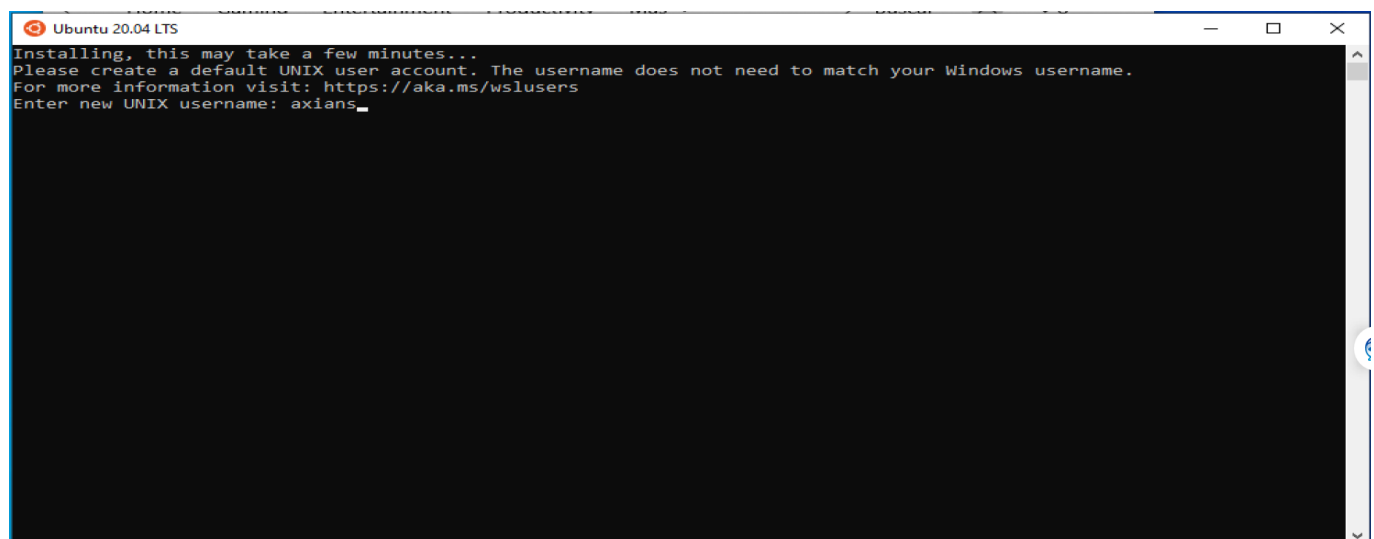 Ubuntu 20.04 LTS
Installing, this may take a few minutes...
Please create a default UNIX user account. The username does not need to match your Windows username.
For more information visit: https://aka.ms/wslusers
Enter new UNIX username: axians